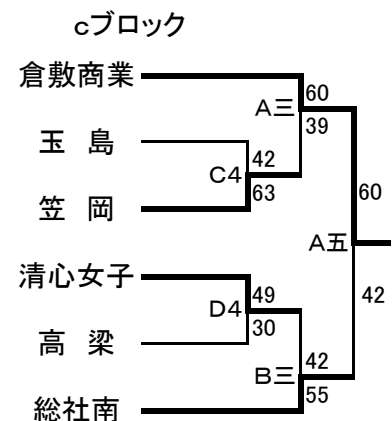 cブロック
倉敷商業
60
A三
39
玉 島
42
C4
63
笠 岡
60
A五
42
清心女子
49
D4
30
高 梁
42
B三
55
総社南